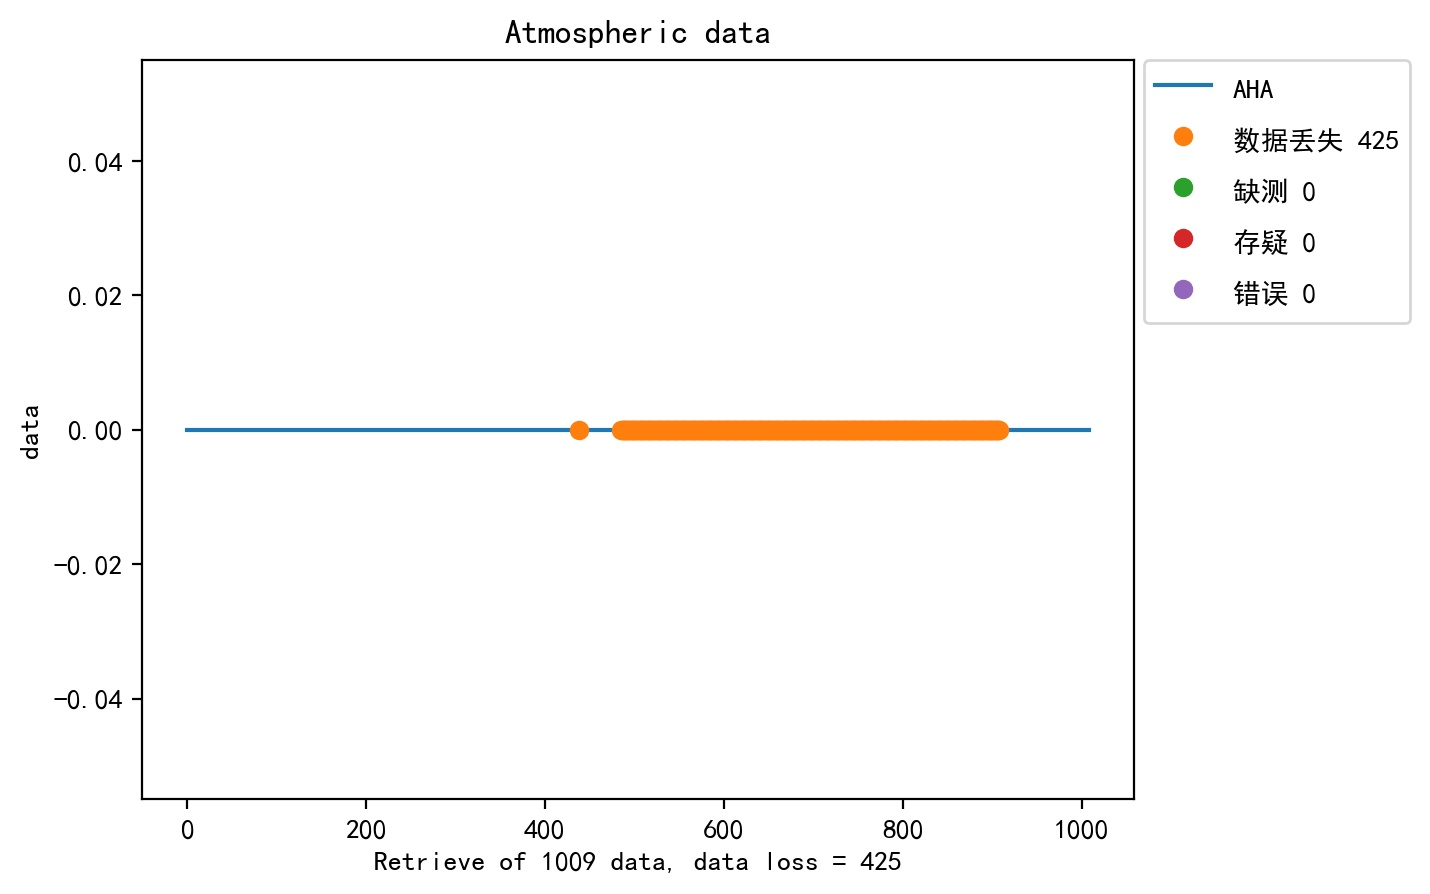 Atmospheric data
AHA
数据丢失 425
缺测 0
存疑 0
错误 0
data
0.04
0.02
0.00
-0.02
-0.04
0 200 400 600 800 1000
Retrieve of 1009 data, data loss = 425